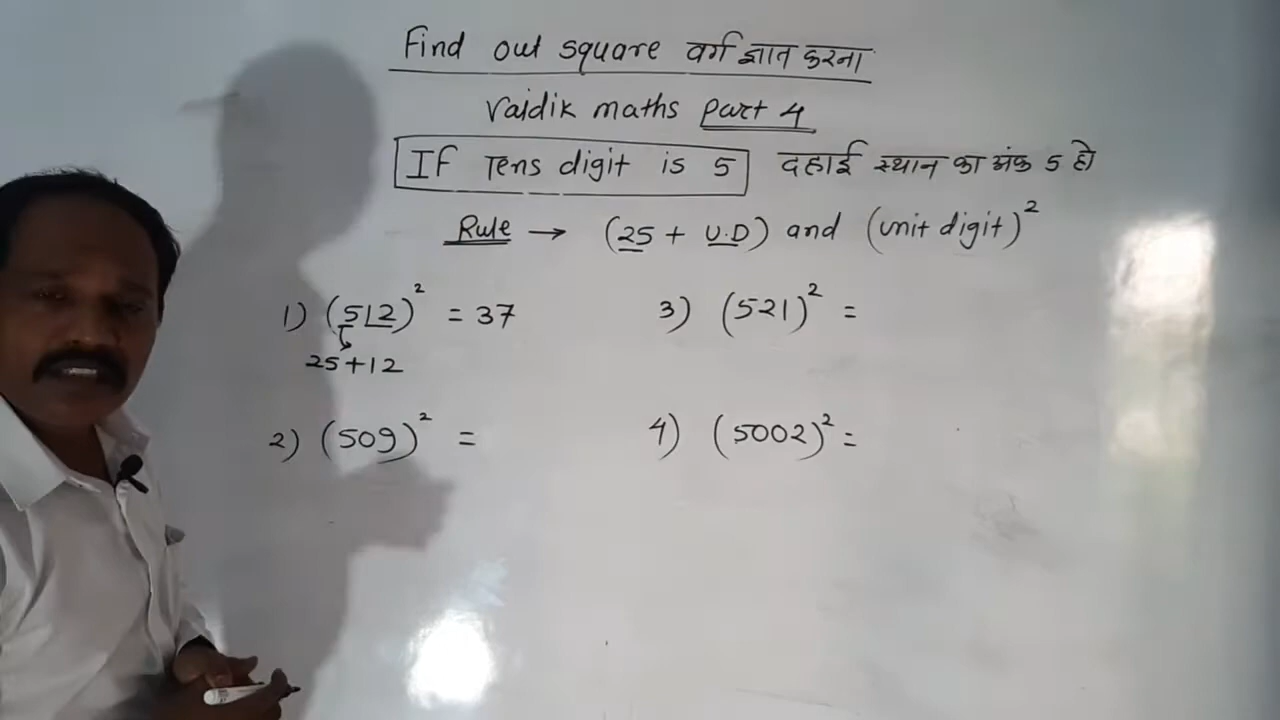 Find out square वर्ग ज्ञात करना
Vaidik maths part 4
If Tens digit is 5 दहाई स्थान का अंक 5 हो
Rule → (25 + U.D) and (unit digit)²
1) (512)² = 37
25+12
3) (521)² =
2) (509)² =
4) (5002)² =